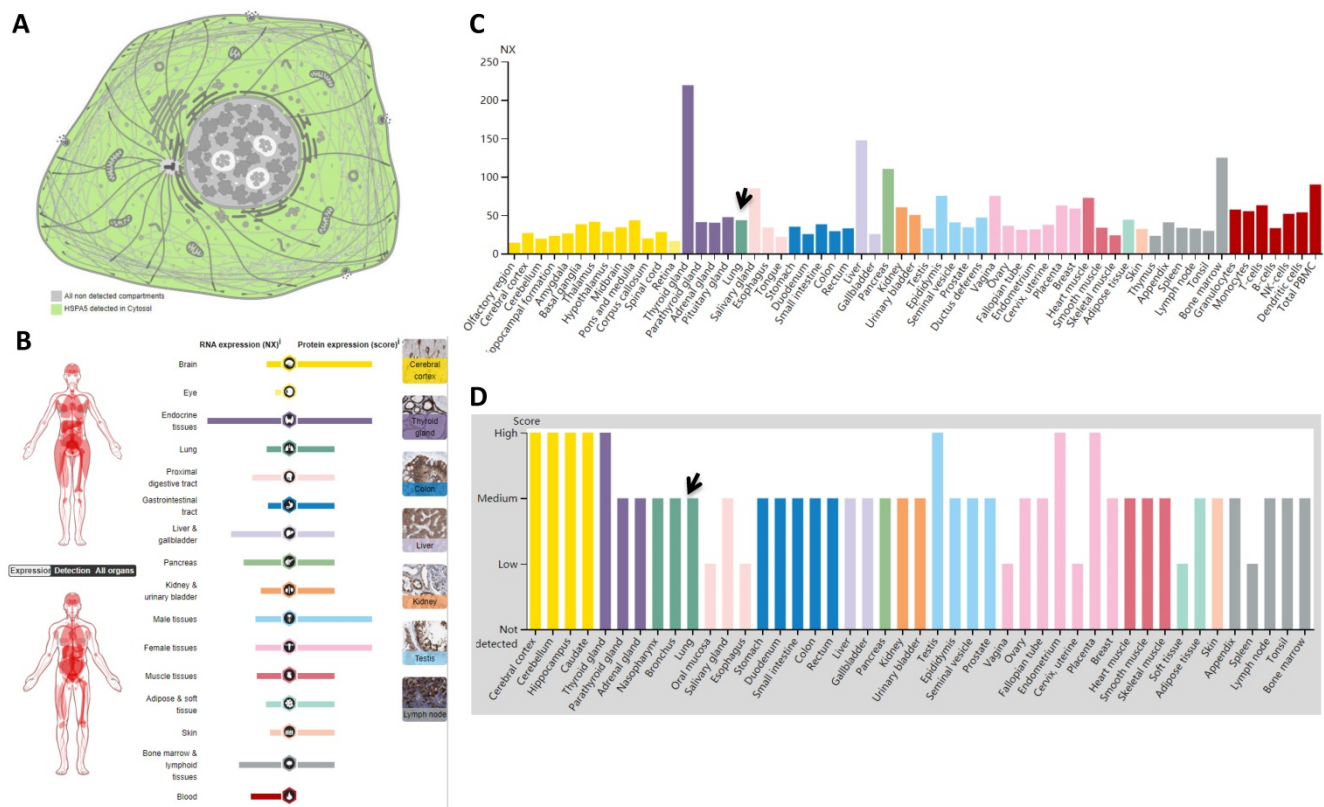 A
All non detected compartments
HSPA5 detected in Cytosol
B
RNA expression (NX)i
Protein expression (score)i
Brain
Eye
Endocrine
tissues
Lung
Proximal
digestive tract
Gastrointestinal
tract
Liver &
gallbladder
Pancreas
Kidney &
urinary bladder
Male tissues
Female tissues
Muscle tissues
Adipose & soft
tissue
Skin
Bone marrow &
lymphoid
tissues
Blood
Expression Detection All organs
Cerebral
cortex
Thyroid
gland
Colon
Liver
Kidney
Testis
Lymph node
C
NX
250
200
150
100
50
0
Olfactory region
Cerebral cortex
Cerebellum
ippocampal formation
Amygdala
Basal ganglia
Thalamus
Hypothalamus
Midbrain
Pons and medulla
Corpus callosum
Spinal cord
Retina
Thyroid gland
Parathyroid gland
Adrenal gland
Pituitary gland
Lung
Salivary gland
Esophagus
Tongue
Stomach
Duodenum
Small intestine
Colon
Rectum
Liver
Gallbladder
Pancreas
Kidney
Urinary bladder
Testis
Epididymis
Seminal vesicle
Prostate
Ductus deferens
Vagina
Ovary
Fallopian tube
Endometrium
Cervix, uterine
Placenta
Breast
Heart muscle
Smooth muscle
Skeletal muscle
Adipose tissue
Skin
Thymus
Appendix
Spleen
Lymph node
Tonsil
Bone marrow
Granulocytes
Monocytes
T-cells
B-cells
NK-cells
Dendritic cells
Total PBMC
D
Score
High
Medium
Low
Not
detected
Cerebral cortex
Cerebellum
Hippocampus
Caudate
Thyroid gland
Parathyroid gland
Adrenal gland
Nasopharynx
Bronchus
Lung
Oral mucosa
Salivary gland
Esophagus
Stomach
Duodenum
Small intestine
Colon
Rectum
Liver
Gallbladder
Pancreas
Kidney
Urinary bladder
Testis
Epididymis
Seminal vesicle
Prostate
Vagina
Ovary
Fallopian tube
Endometrium
Cervix, uterine
Placenta
Breast
Heart muscle
Smooth muscle
Skeletal muscle
Soft tissue
Adipose tissue
Skin
Appendix
Spleen
Lymph node
Tonsil
Bone marrow